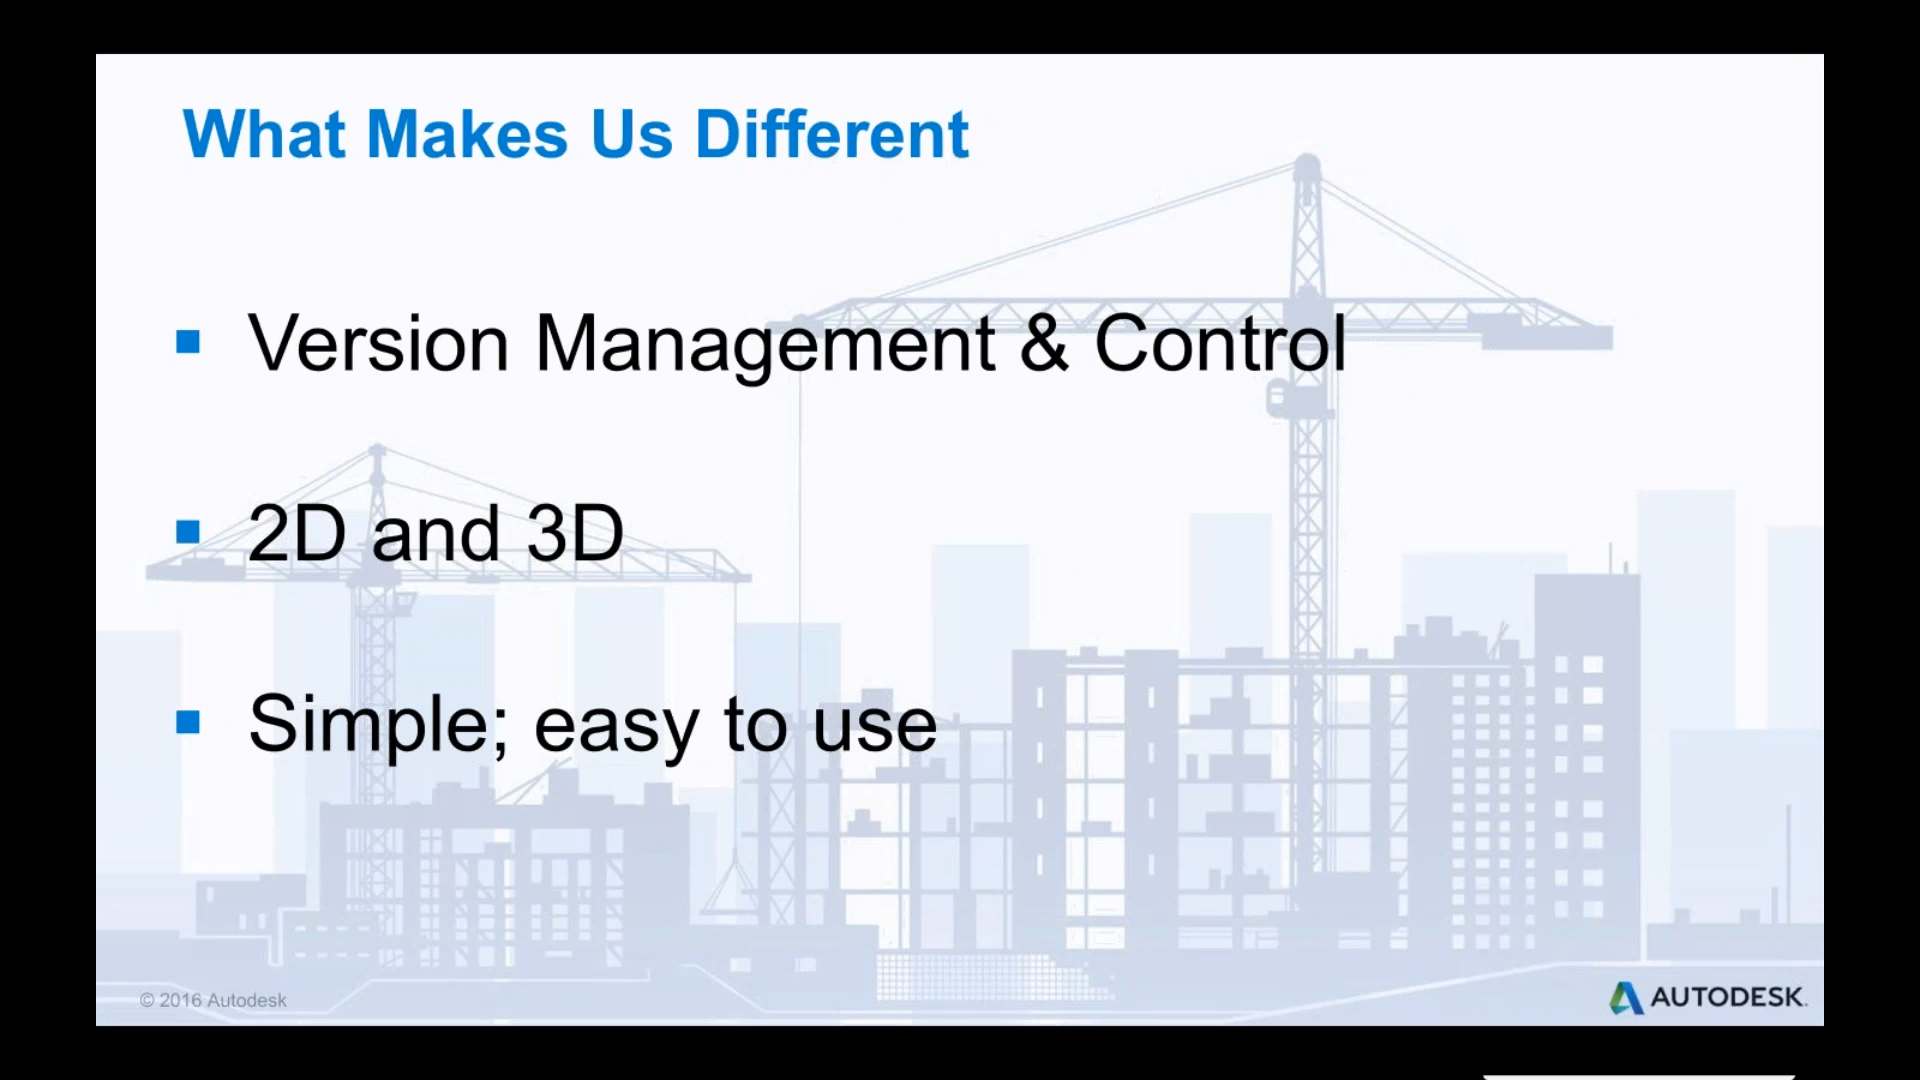 What Makes Us Different
▪ Version Management & Control
▪ 2D and 3D
▪ Simple; easy to use
© 2016 Autodesk
AUTODESK.